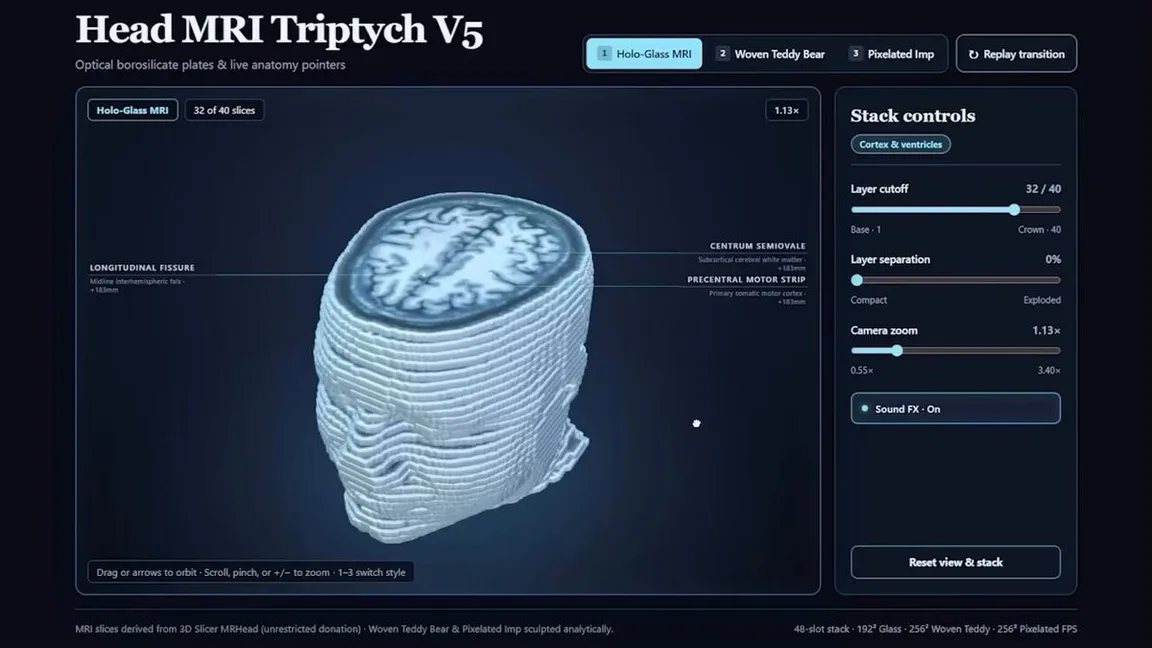 Head MRI Triptych V5
Optical borosilicate plates & live anatomy pointers
1 Holo-Glass MRI
2 Woven Teddy Bear
3 Pixelated Imp
↻ Replay transition
Holo-Glass MRI
32 of 40 slices
1.13×
LONGITUDINAL FISSURE
Midline interhemispheric falx ·
+183mm
CENTRUM SEMIOVALE
Subcortical cerebral white matter ·
+183mm
PRECENTRAL MOTOR STRIP
Primary somatic motor cortex ·
+183mm
Drag or arrows to orbit · Scroll, pinch, or +/− to zoom · 1–3 switch style
Stack controls
Cortex & ventricles
Layer cutoff 32 / 40
Base · 1 Crown · 40
Layer separation 0%
Compact Exploded
Camera zoom 1.13×
0.55× 3.40×
Sound FX · On
Reset view & stack
MRI slices derived from 3D Slicer MRHead (unrestricted donation) · Woven Teddy Bear & Pixelated Imp sculpted analytically.
48-slot stack · 192² Glass · 256² Woven Teddy · 256² Pixelated FPS